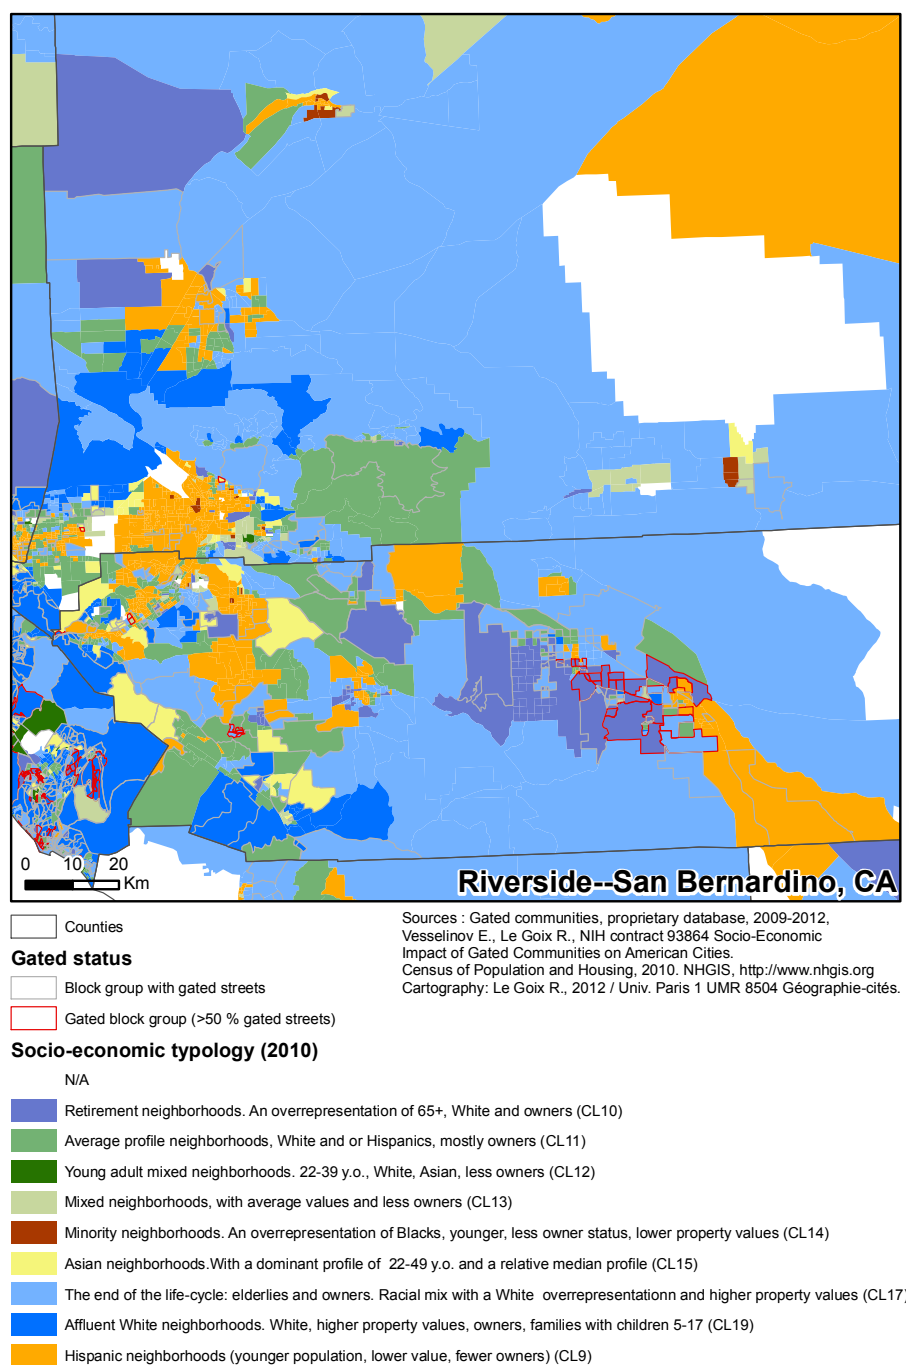 0 10 20
Km
Riverside--San Bernardino, CA
Counties
Gated status
Block group with gated streets
Gated block group (>50 % gated streets)
Sources : Gated communities, proprietary database, 2009-2012,
Vesselinov E., Le Goix R., NIH contract 93864 Socio-Economic
Impact of Gated Communities on American Cities.
Census of Population and Housing, 2010. NHGIS, http://www.nhgis.org
Cartography: Le Goix R., 2012 / Univ. Paris 1 UMR 8504 Géographie-cités.
Socio-economic typology (2010)
N/A
Retirement neighborhoods. An overrepresentation of 65+, White and owners (CL10)
Average profile neighborhoods, White and or Hispanics, mostly owners (CL11)
Young adult mixed neighborhoods. 22-39 y.o., White, Asian, less owners (CL12)
Mixed neighborhoods, with average values and less owners (CL13)
Minority neighborhoods. An overrepresentation of Blacks, younger, less owner status, lower property values (CL14)
Asian neighborhoods.With a dominant profile of 22-49 y.o. and a relative median profile (CL15)
The end of the life-cycle: elderlies and owners. Racial mix with a White overrepresentationn and higher property values (CL17)
Affluent White neighborhoods. White, higher property values, owners, families with children 5-17 (CL19)
Hispanic neighborhoods (younger population, lower value, fewer owners) (CL9)